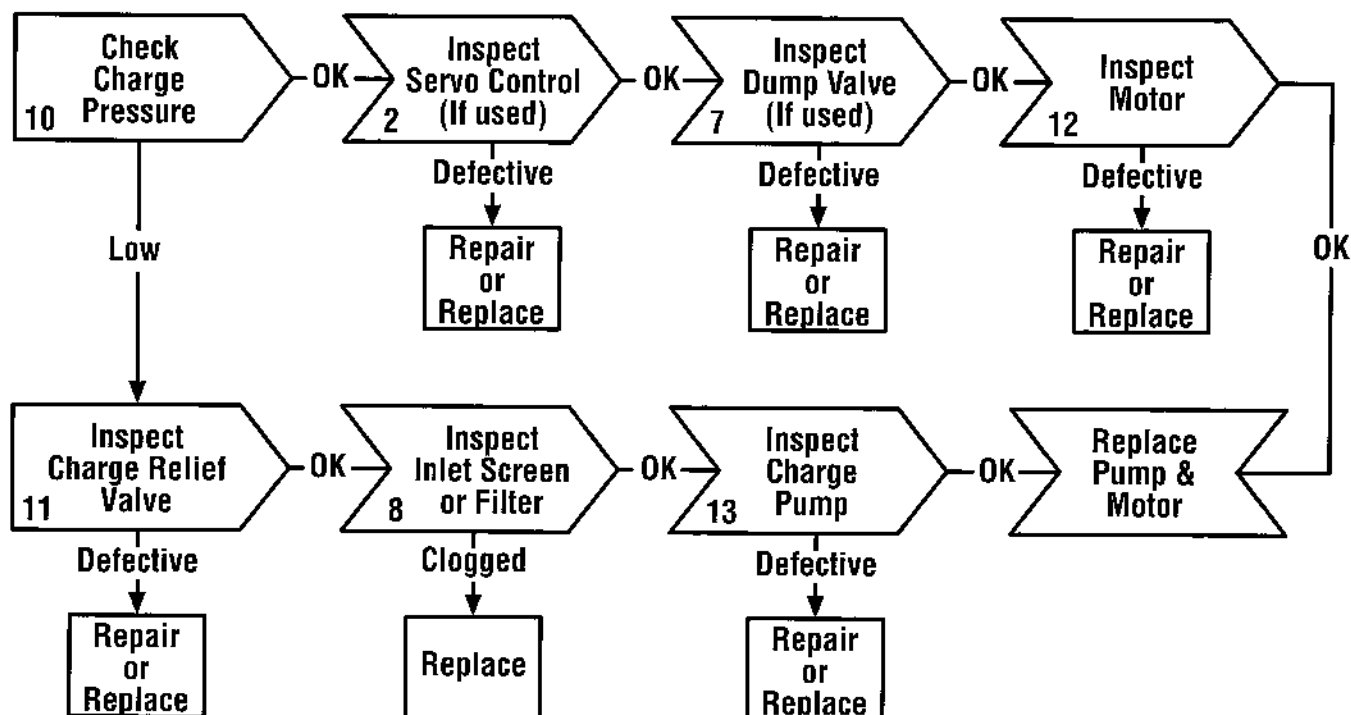 Check
Charge
Pressure
10
OK
Inspect
Servo Control
(If used)
2
OK
Inspect
Dump Valve
(If used)
7
OK
Inspect
Motor
12
Defective
Defective
Defective
Low
Repair
or
Replace
Repair
or
Replace
Repair
or
Replace
OK
Inspect
Charge Relief
Valve
11
OK
Inspect
Inlet Screen
or Filter
8
OK
Inspect
Charge
Pump
13
OK
Replace
Pump &
Motor
Defective
Clogged
Defective
Repair
or
Replace
Replace
Repair
or
Replace